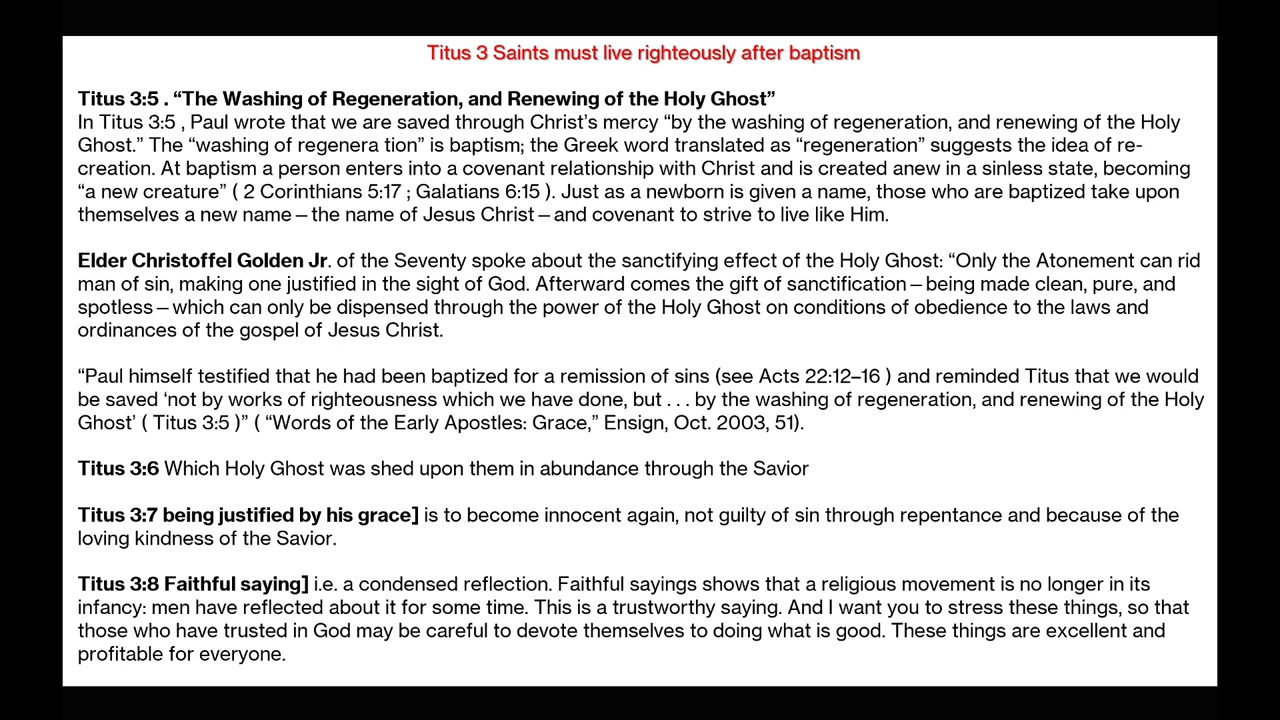 Titus 3 Saints must live righteously after baptism
Titus 3:5 . “The Washing of Regeneration, and Renewing of the Holy Ghost”
In Titus 3:5 , Paul wrote that we are saved through Christ’s mercy “by the washing of regeneration, and renewing of the Holy
Ghost.” The “washing of regenera tion” is baptism; the Greek word translated as “regeneration” suggests the idea of re-
creation. At baptism a person enters into a covenant relationship with Christ and is created anew in a sinless state, becoming
“a new creature” ( 2 Corinthians 5:17 ; Galatians 6:15 ). Just as a newborn is given a name, those who are baptized take upon
themselves a new name – the name of Jesus Christ – and covenant to strive to live like Him.
Elder Christoffel Golden Jr. of the Seventy spoke about the sanctifying effect of the Holy Ghost: “Only the Atonement can rid
man of sin, making one justified in the sight of God. Afterward comes the gift of sanctification – being made clean, pure, and
spotless – which can only be dispensed through the power of the Holy Ghost on conditions of obedience to the laws and
ordinances of the gospel of Jesus Christ.
“Paul himself testified that he had been baptized for a remission of sins (see Acts 22:12–16 ) and reminded Titus that we would
be saved ‘not by works of righteousness which we have done, but . . . by the washing of regeneration, and renewing of the Holy
Ghost’ ( Titus 3:5 )” ( “Words of the Early Apostles: Grace,” Ensign, Oct. 2003, 51).
Titus 3:6 Which Holy Ghost was shed upon them in abundance through the Savior
Titus 3:7 being justified by his grace] is to become innocent again, not guilty of sin through repentance and because of the
loving kindness of the Savior.
Titus 3:8 Faithful saying] i.e. a condensed reflection. Faithful sayings shows that a religious movement is no longer in its
infancy: men have reflected about it for some time. This is a trustworthy saying. And I want you to stress these things, so that
those who have trusted in God may be careful to devote themselves to doing what is good. These things are excellent and
profitable for everyone.